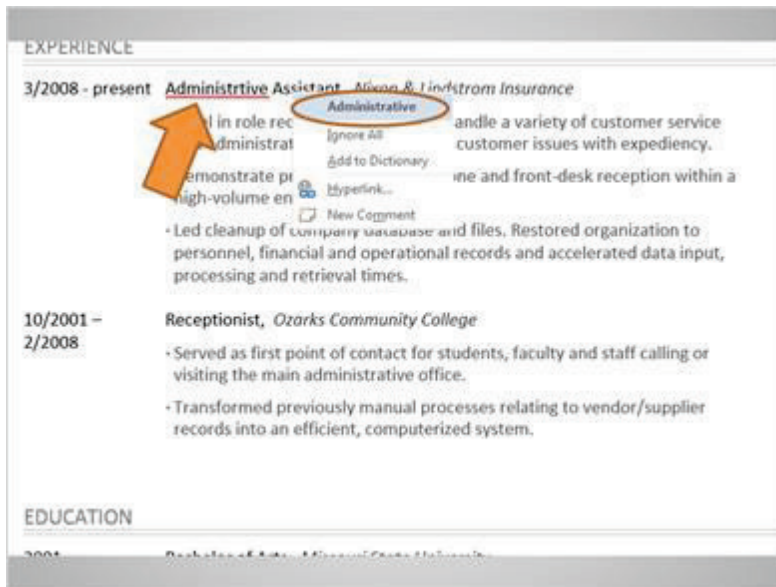 EXPERIENCE
3/2008 - present Administrtive Assistant, Nixon & Lindstrom Insurance
Administrative
Ignore All
Add to Dictionary
Hyperlink...
New Comment
in role a variety of customer service
customer issues with expediency.
and front-desk reception within a
high-volume
· Led cleanup of company database and files. Restored organization to
personnel, financial and operational records and accelerated data input,
processing and retrieval times.
10/2001 –
2/2008
Receptionist, Ozarks Community College
· Served as first point of contact for students, faculty and staff calling or
visiting the main administrative office.
· Transformed previously manual processes relating to vendor/supplier
records into an efficient, computerized system.
EDUCATION